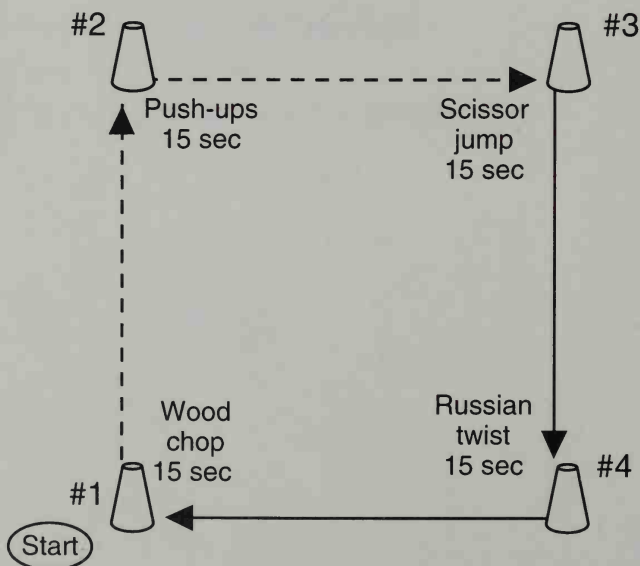 #2
#3
Push-ups
15 sec
Scissor
jump
15 sec
Wood
chop
15 sec
Russian
twist
15 sec
#1
#4
Start